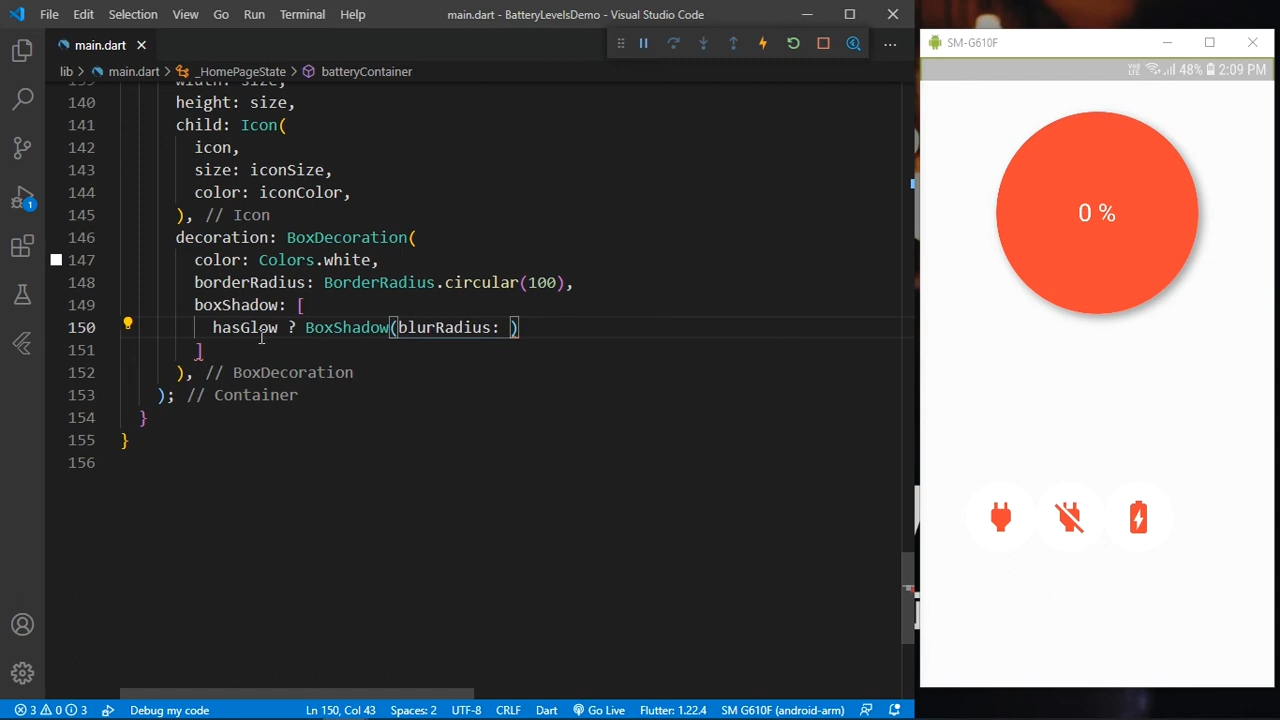 File Edit Selection View Go Run Terminal Help
main.dart - BatteryLevelsDemo - Visual Studio Code
main.dart
lib > main.dart > _HomePageState > batteryContainer
width: size,
140 height: size,
141 child: Icon(
142 icon,
143 size: iconSize,
144 color: iconColor,
145 ), // Icon
146 decoration: BoxDecoration(
147 color: Colors.white,
148 borderRadius: BorderRadius.circular(100),
149 boxShadow: [
150 hasGlow ? BoxShadow(blurRadius: )
151 ]
152 ), // BoxDecoration
153 ); // Container
154 }
155 }
156
1
3 0 3 Debug my code Ln 150, Col 43 Spaces: 2 UTF-8 CRLF Dart Go Live Flutter: 1.22.4 SM G610F (android-arm)
SM-G610F
48% 2:09 PM
0 %